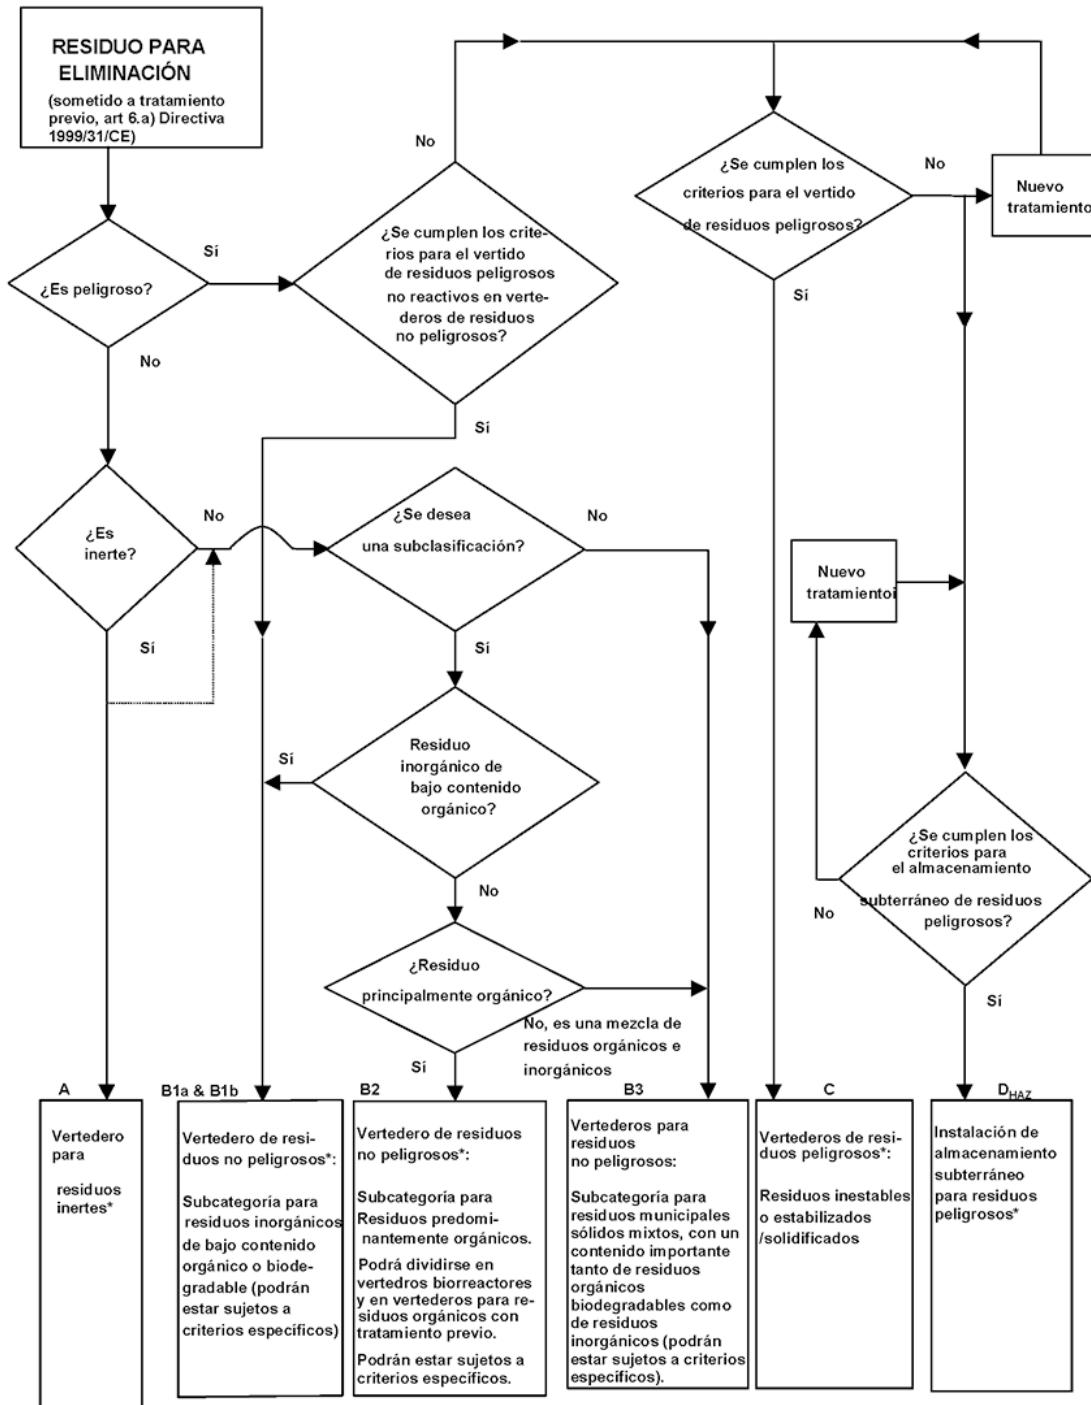 RESIDUO PARA
ELIMINACIÓN
(sometido a tratamiento
previo, art 6.a) Directiva
1999/31/CE)
¿Es peligroso?
Sí
No
¿Se cumplen los crite-
rios para el vertido
de residuos peligrosos
no reactivos en verte-
deros de residuos
no peligrosos?
No
Sí
¿Se cumplen los
criterios para el vertido
de residuos peligrosos?
No
Sí
Nuevo
tratamiento
¿Es
inerte?
No
Sí
¿Se desea
una subclasificación?
No
Sí
Nuevo
tratamientoi
Residuo
inorgánico de
bajo contenido
orgánico?
Sí
No
¿Se cumplen los
criterios para
el almacenamiento
subterráneo de residuos
peligrosos?
No
Sí
¿Residuo
principalmente orgánico?
No, es una mezcla de
residuos orgánicos e
inorgánicos
Sí
A
Vertedero
para
residuos
inertes*
B1a & B1b
Vertedero de resi-
duos no peligrosos*:
Subcategoría para
residuos inorgánicos
de bajo contenido
orgánico o biode-
gradable (podrán
estar sujetos a
criterios específicos)
B2
Vertedero de residuos
no peligrosos*:
Subcategoría para
Residuos predomi-
nantemente orgánicos.
Podrá dividirse en
vertedros biorreactores
y en vertederos para re-
siduos orgánicos con
tratamiento previo.
Podrán estar sujetos a
criterios específicos.
B3
Vertederos para
residuos
no peligrosos:
Subcategoría para
residuos municipales
sólidos mixtos, con un
contenido importante
tanto de residuos
orgánicos
biodegradables como
de residuos
inorgánicos (podrán
estar sujetos a criterios
específicos).
C
Vertederos de resi-
duos peligrosos*:
Residuos inestables
o estabilizados
/solidificados
DHAZ
Instalación de
almacenamiento
subterráneo
para residuos
peligrosos*